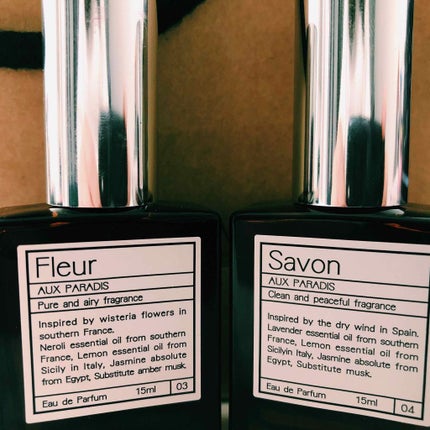 Fleur
AUX PARADIS
Pure and airy fragrance
Inspired by wisteria flowers in
southern France.
Neroli essential oil from southern
France, Lemon essential oil from
Sicily in Italy, Jasmine absolute
from Egypt, Substitute amber musk.
Eau de Parfum 15ml 03
Savon
AUX PARADIS
Clean and peaceful fragrance
Inspired by the dry wind in Spain.
Lavender essential oil from southern
France, Lemon essential oil from
Sicilyin Italy, Jasmine absolute from
Egypt, Substitute musk.
Eau de Parfum 15ml 04